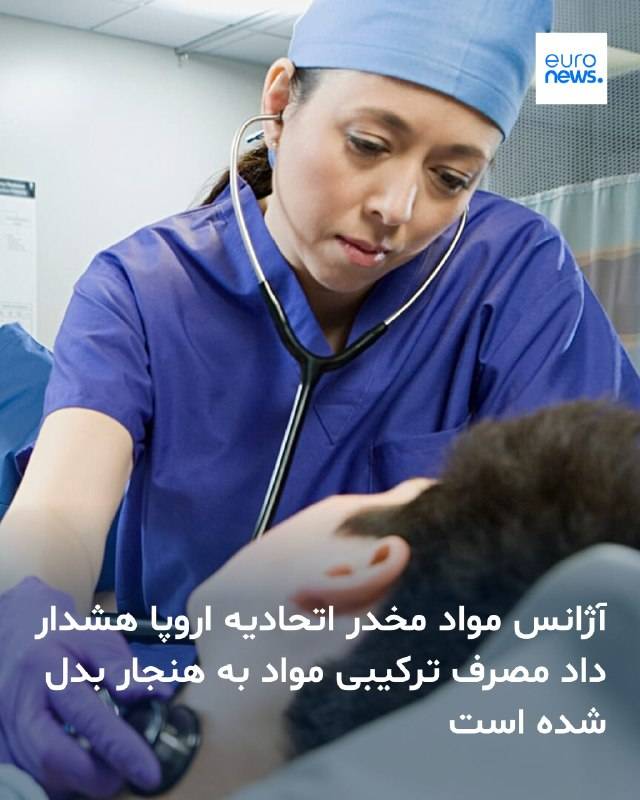 euro
news.
آژانس مواد مخدر اتحادیه اروپا هشدار
داد مصرف ترکیبی مواد به هنجار بدل
شده است